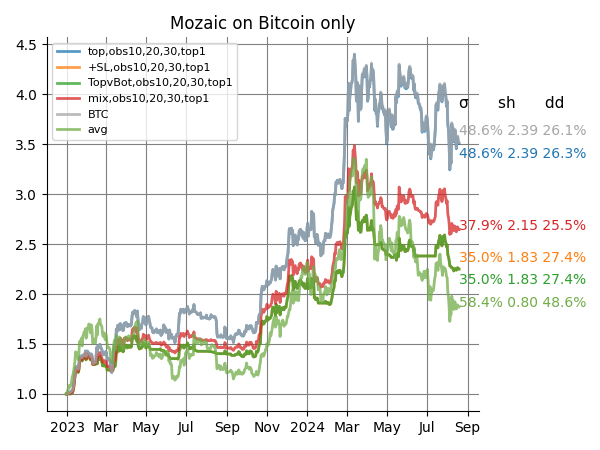 Mozaic on Bitcoin only
4.5
top,obs10,20,30,top1
+SL,obs10,20,30,top1
TopvBot,obs10,20,30,top1
mix,obs10,20,30,top1
BTC
avg
4.0
σ sh dd
3.5
48.6% 2.39 26.1%
48.6% 2.39 26.3%
3.0
37.9% 2.15 25.5%
2.5
35.0% 1.83 27.4%
35.0% 1.83 27.4%
2.0
58.4% 0.80 48.6%
1.5
1.0
2023 Mar May Jul Sep Nov 2024 Mar May Jul Sep